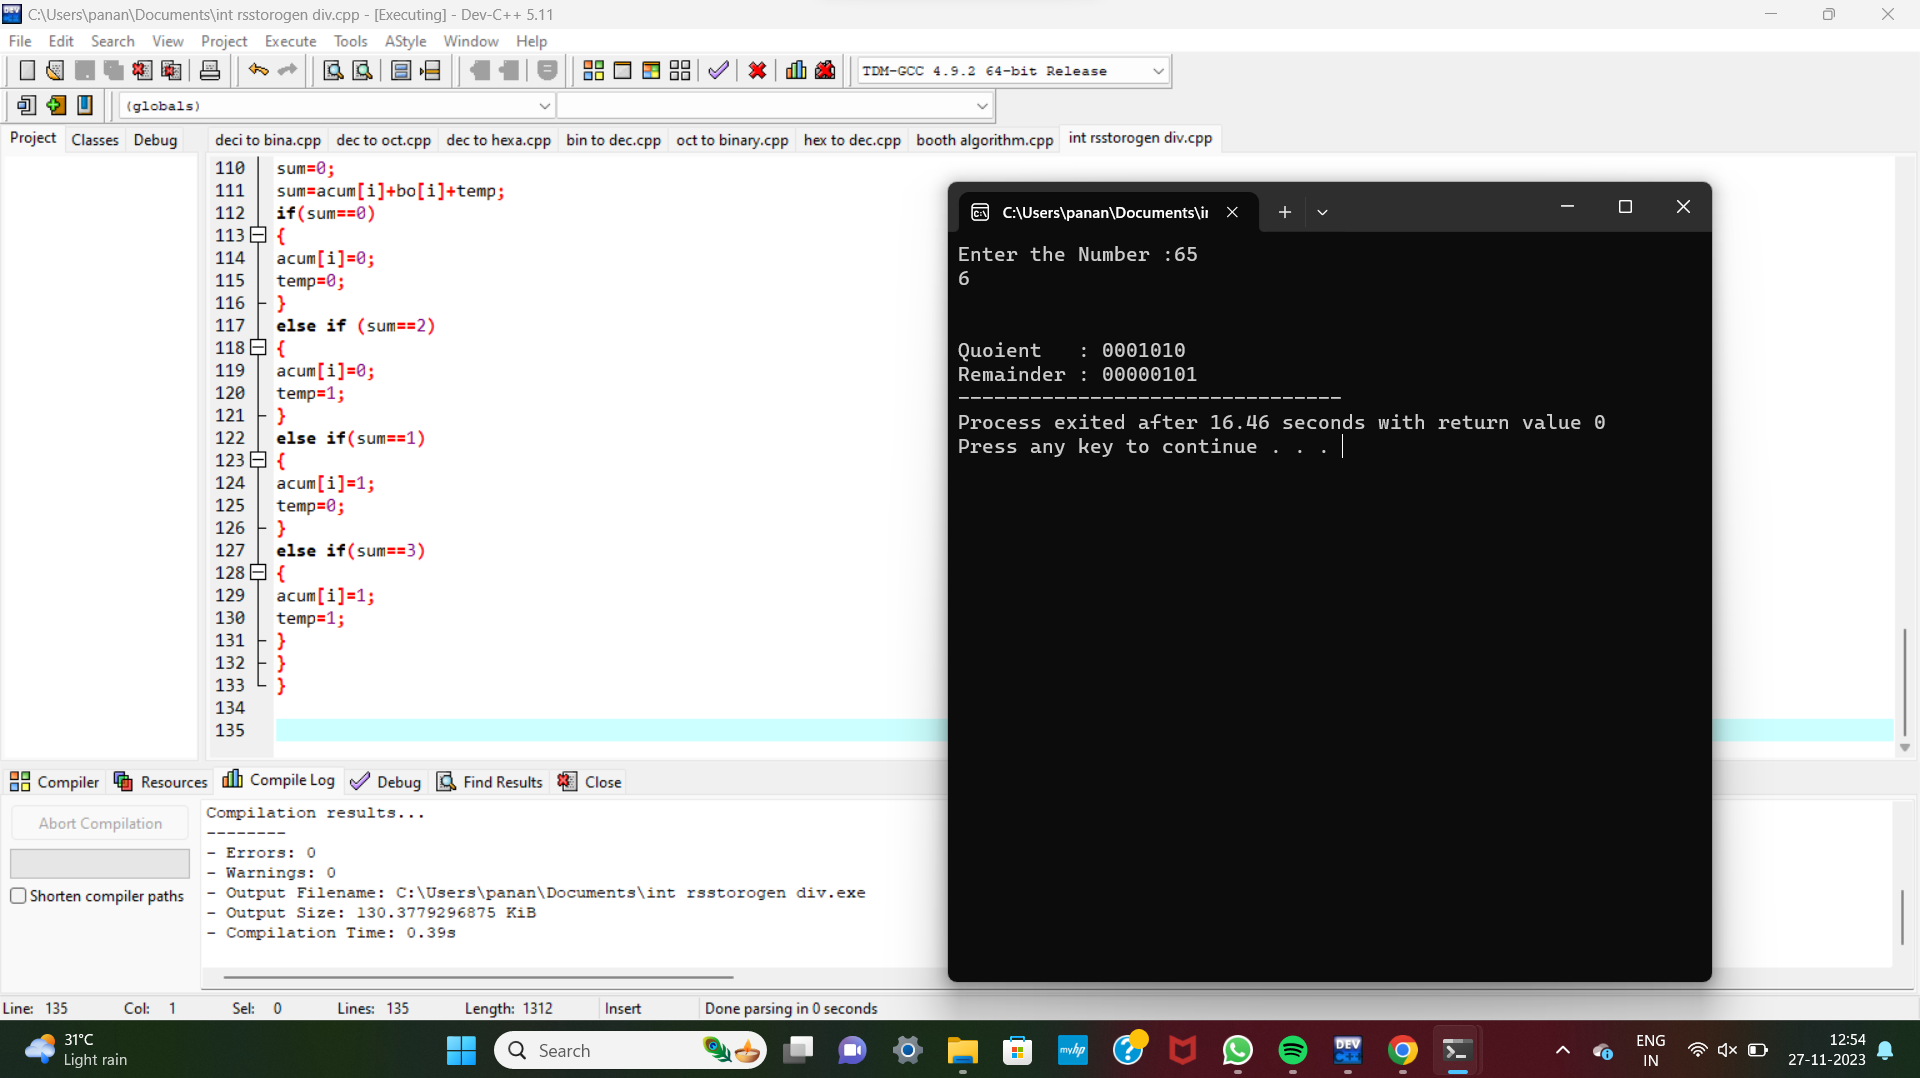 C:\Users\panan\Documents\int rsstorogen div.cpp - [Executing] - Dev-C++ 5.11
File Edit Search View Project Execute Tools AStyle Window Help
TDM-GCC 4.9.2 64-bit Release
(globals)
Project Classes Debug
deci to bina.cpp dec to oct.cpp dec to hexa.cpp bin to dec.cpp oct to binary.cpp hex to dec.cpp booth algorithm.cpp int rsstorogen div.cpp
110 sum=0;
111 sum=acum[i]+bo[i]+temp;
112 if(sum==0)
113 {
114 acum[i]=0;
115 temp=0;
116 }
117 else if (sum==2)
118 {
119 acum[i]=0;
120 temp=1;
121 }
122 else if(sum==1)
123 {
124 acum[i]=1;
125 temp=0;
126 }
127 else if(sum==3)
128 {
129 acum[i]=1;
130 temp=1;
131 }
132 }
133 }
134
135
C:\Users\panan\Documents\i
Enter the Number :65
6
Quoient   : 0001010
Remainder : 00000101
--------------------------------
Process exited after 16.46 seconds with return value 0
Press any key to continue . . .
Compiler Resources Compile Log Debug Find Results Close
Abort Compilation
Shorten compiler paths
Compilation results...
--------
- Errors: 0
- Warnings: 0
- Output Filename: C:\Users\panan\Documents\int rsstorogen div.exe
- Output Size: 130.3779296875 KiB
- Compilation Time: 0.39s
Line: 135 Col: 1 Sel: 0 Lines: 135 Length: 1312 Insert Done parsing in 0 seconds
31°C
Light rain
Search
myhp
DEV
C++
ENG
IN
12:54
27-11-2023